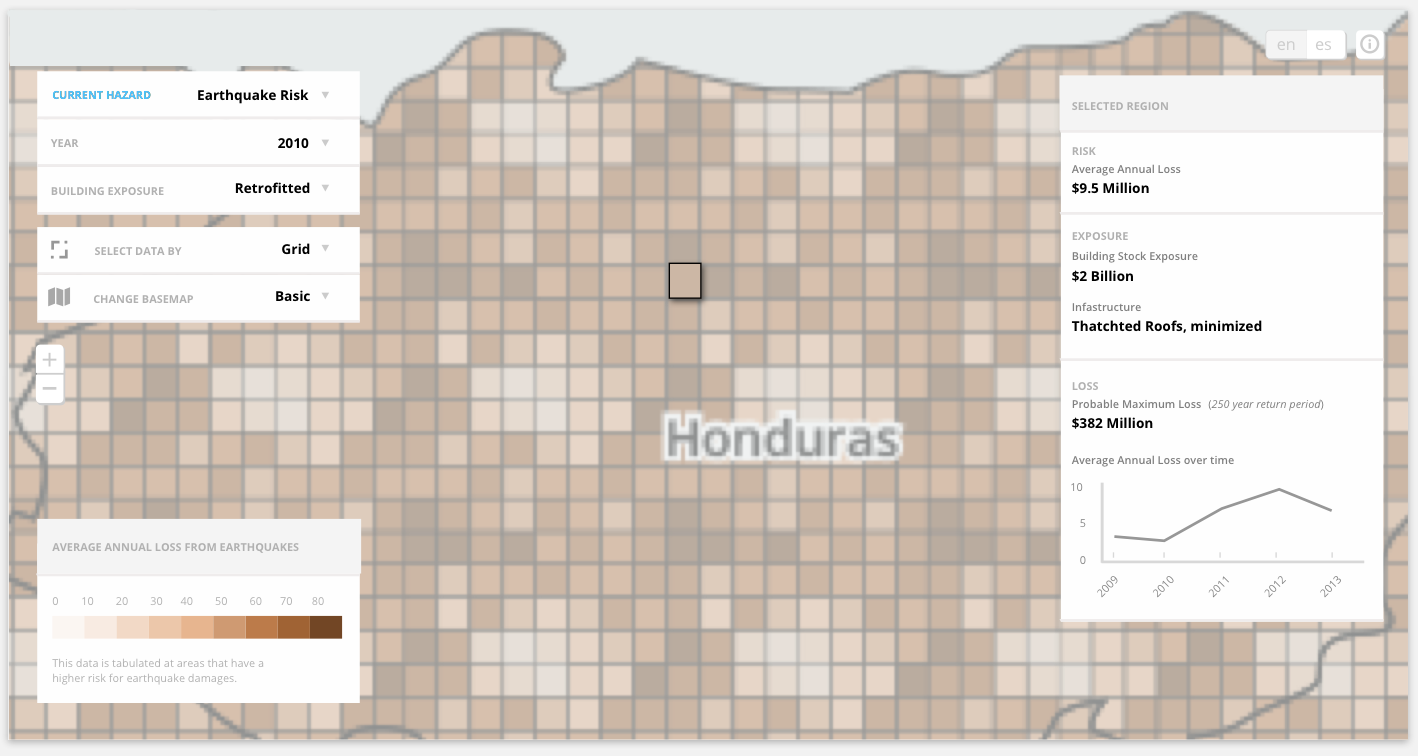 en es
CURRENT HAZARD Earthquake Risk
YEAR 2010
BUILDING EXPOSURE Retrofitted
SELECT DATA BY Grid
CHANGE BASEMAP Basic
+
−
Honduras
AVERAGE ANNUAL LOSS FROM EARTHQUAKES
0 10 20 30 40 50 60 70 80
This data is tabulated at areas that have a
higher risk for earthquake damages.
SELECTED REGION
RISK
Average Annual Loss
$9.5 Million
EXPOSURE
Building Stock Exposure
$2 Billion
Infastructure
Thatchted Roofs, minimized
LOSS
Probable Maximum Loss (250 year return period)
$382 Million
Average Annual Loss over time
10
5
0
2009 2010 2011 2012 2013